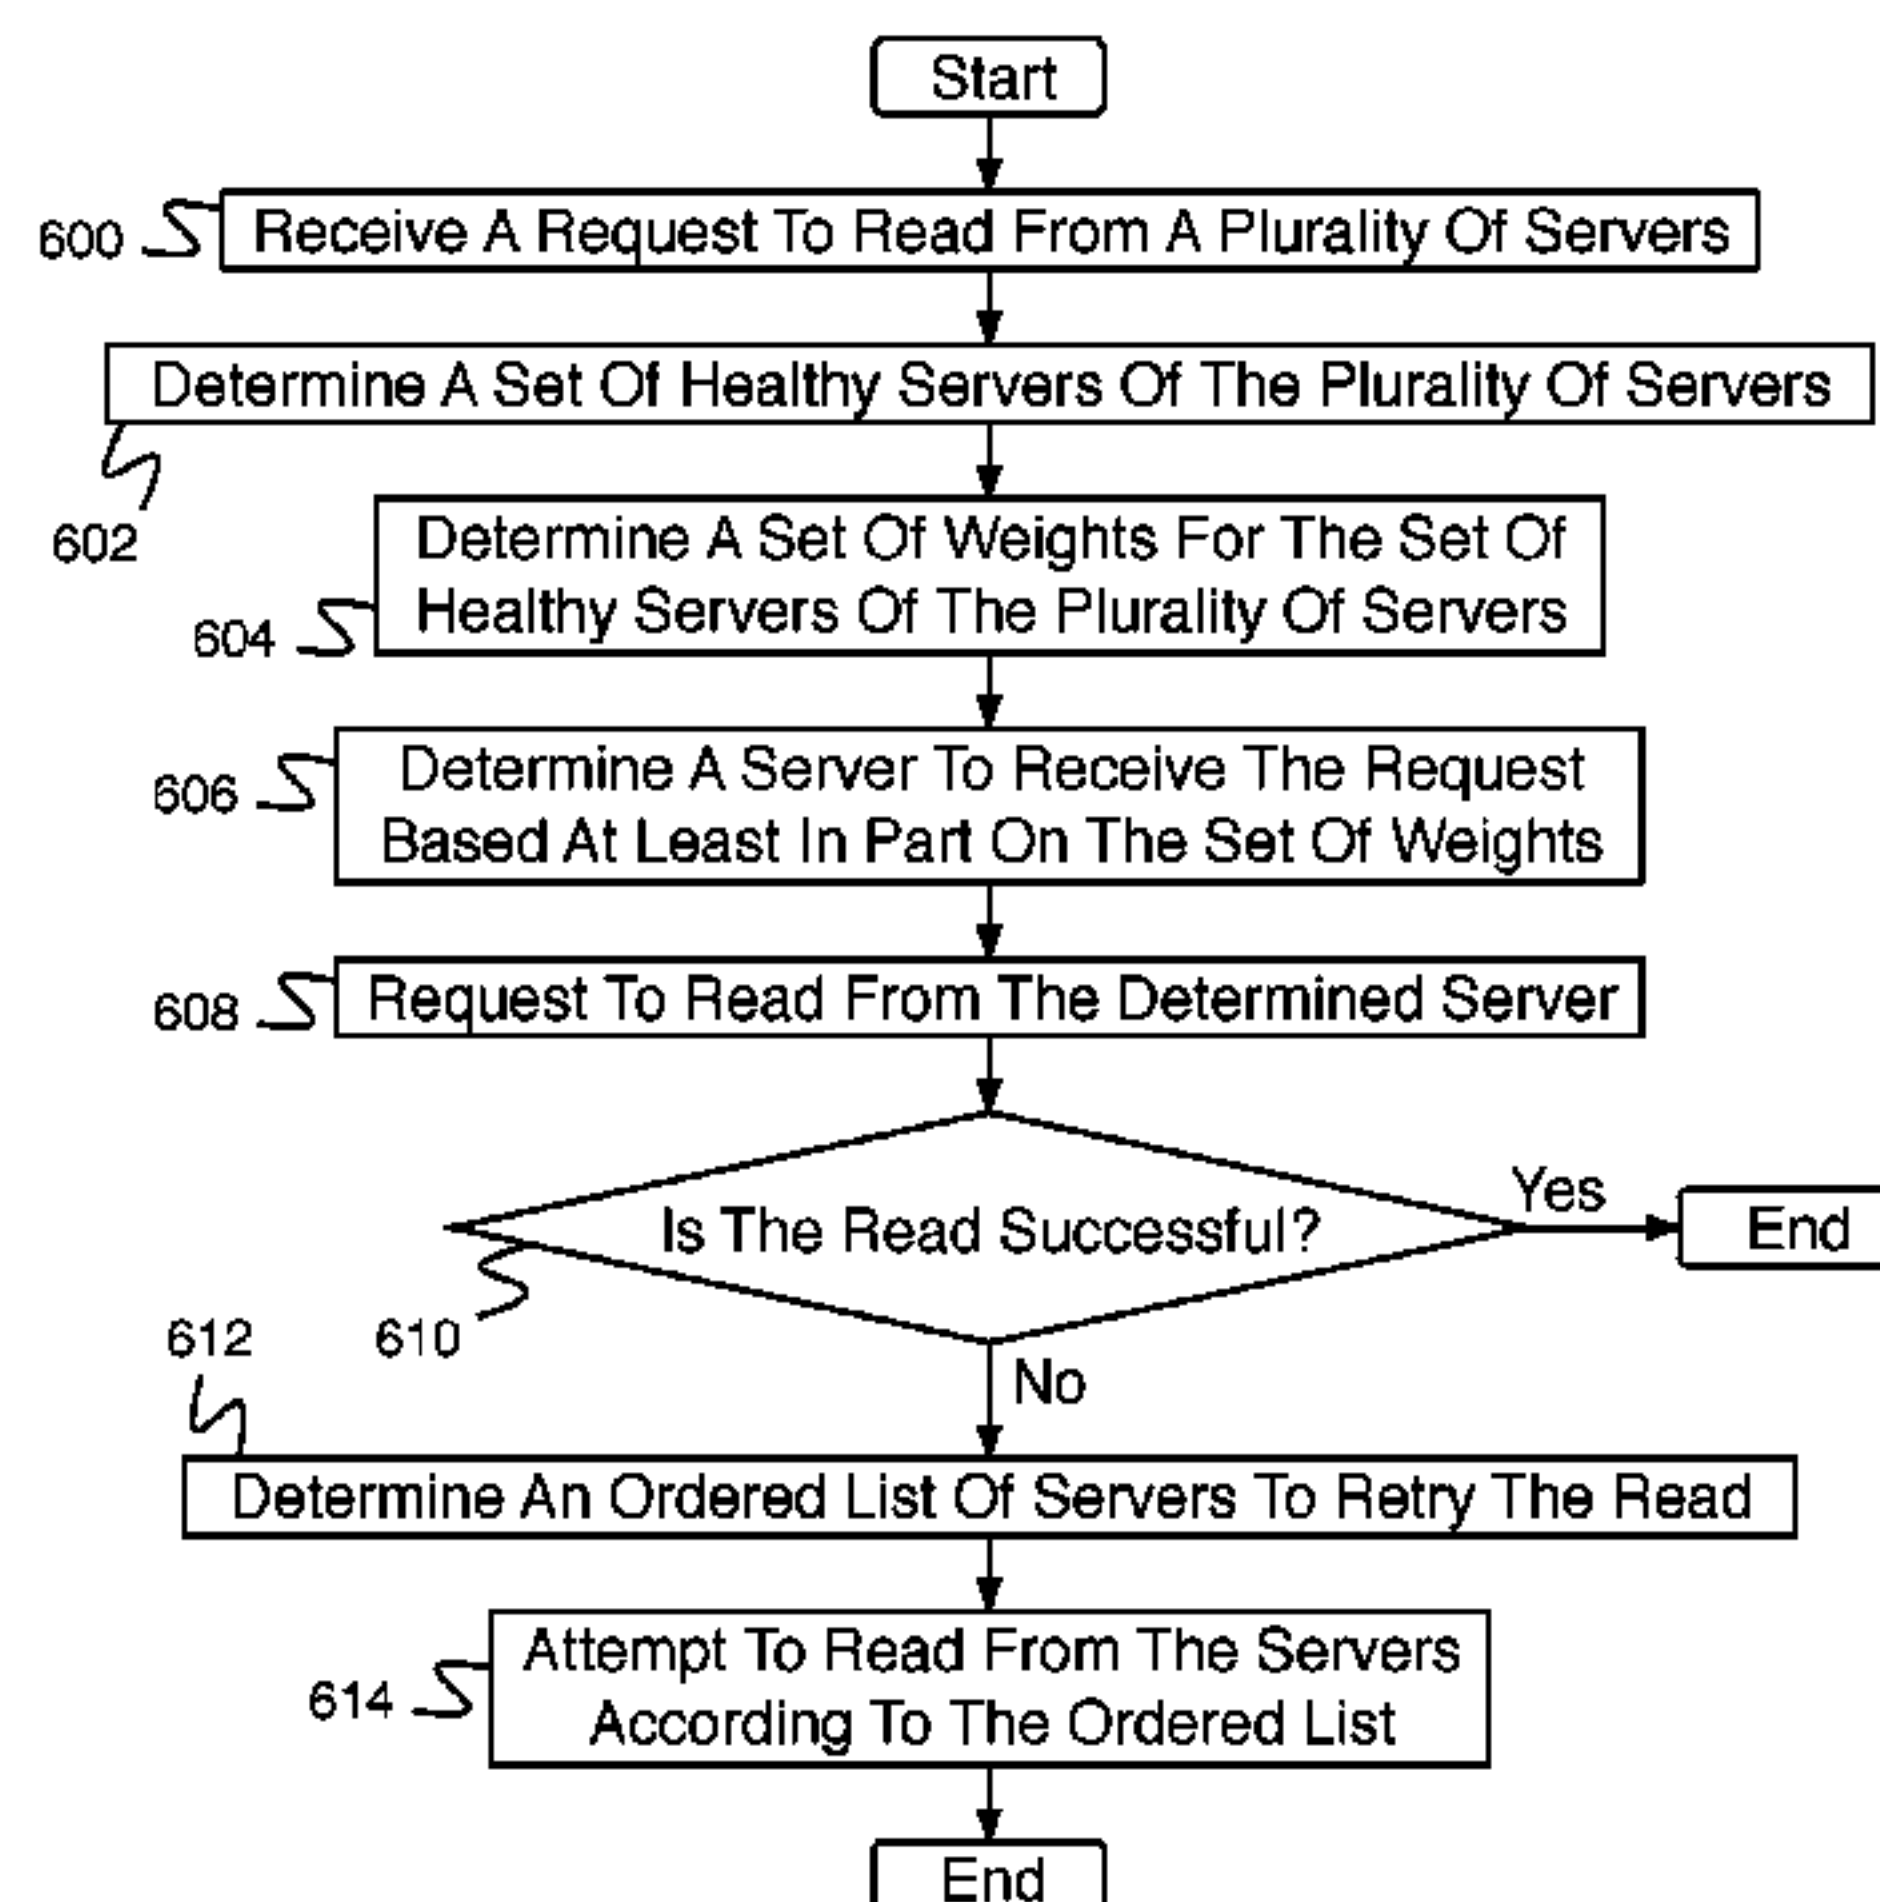 Start
600
Receive A Request To Read From A Plurality Of Servers
Determine A Set Of Healthy Servers Of The Plurality Of Servers
602
Determine A Set Of Weights For The Set Of
Healthy Servers Of The Plurality Of Servers
604
606
Determine A Server To Receive The Request
Based At Least In Part On The Set Of Weights
608
Request To Read From The Determined Server
Is The Read Successful?
Yes
End
610
No
612
Determine An Ordered List Of Servers To Retry The Read
614
Attempt To Read From The Servers
According To The Ordered List
End